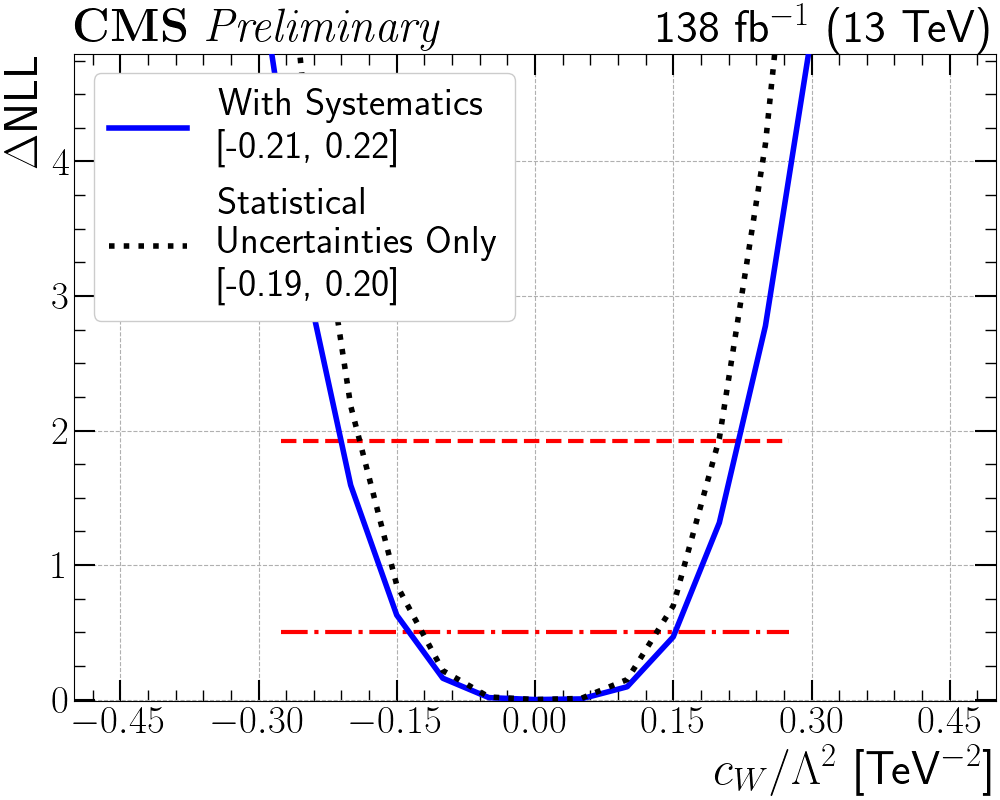 CMS Preliminary 138 fb⁻¹ (13 TeV)
ΔNLL
With Systematics
[-0.21, 0.22]
Statistical
Uncertainties Only
[-0.19, 0.20]
4
3
2
1
0
−0.45 −0.30 −0.15 0.00 0.15 0.30 0.45
c_W/Λ² [TeV⁻²]